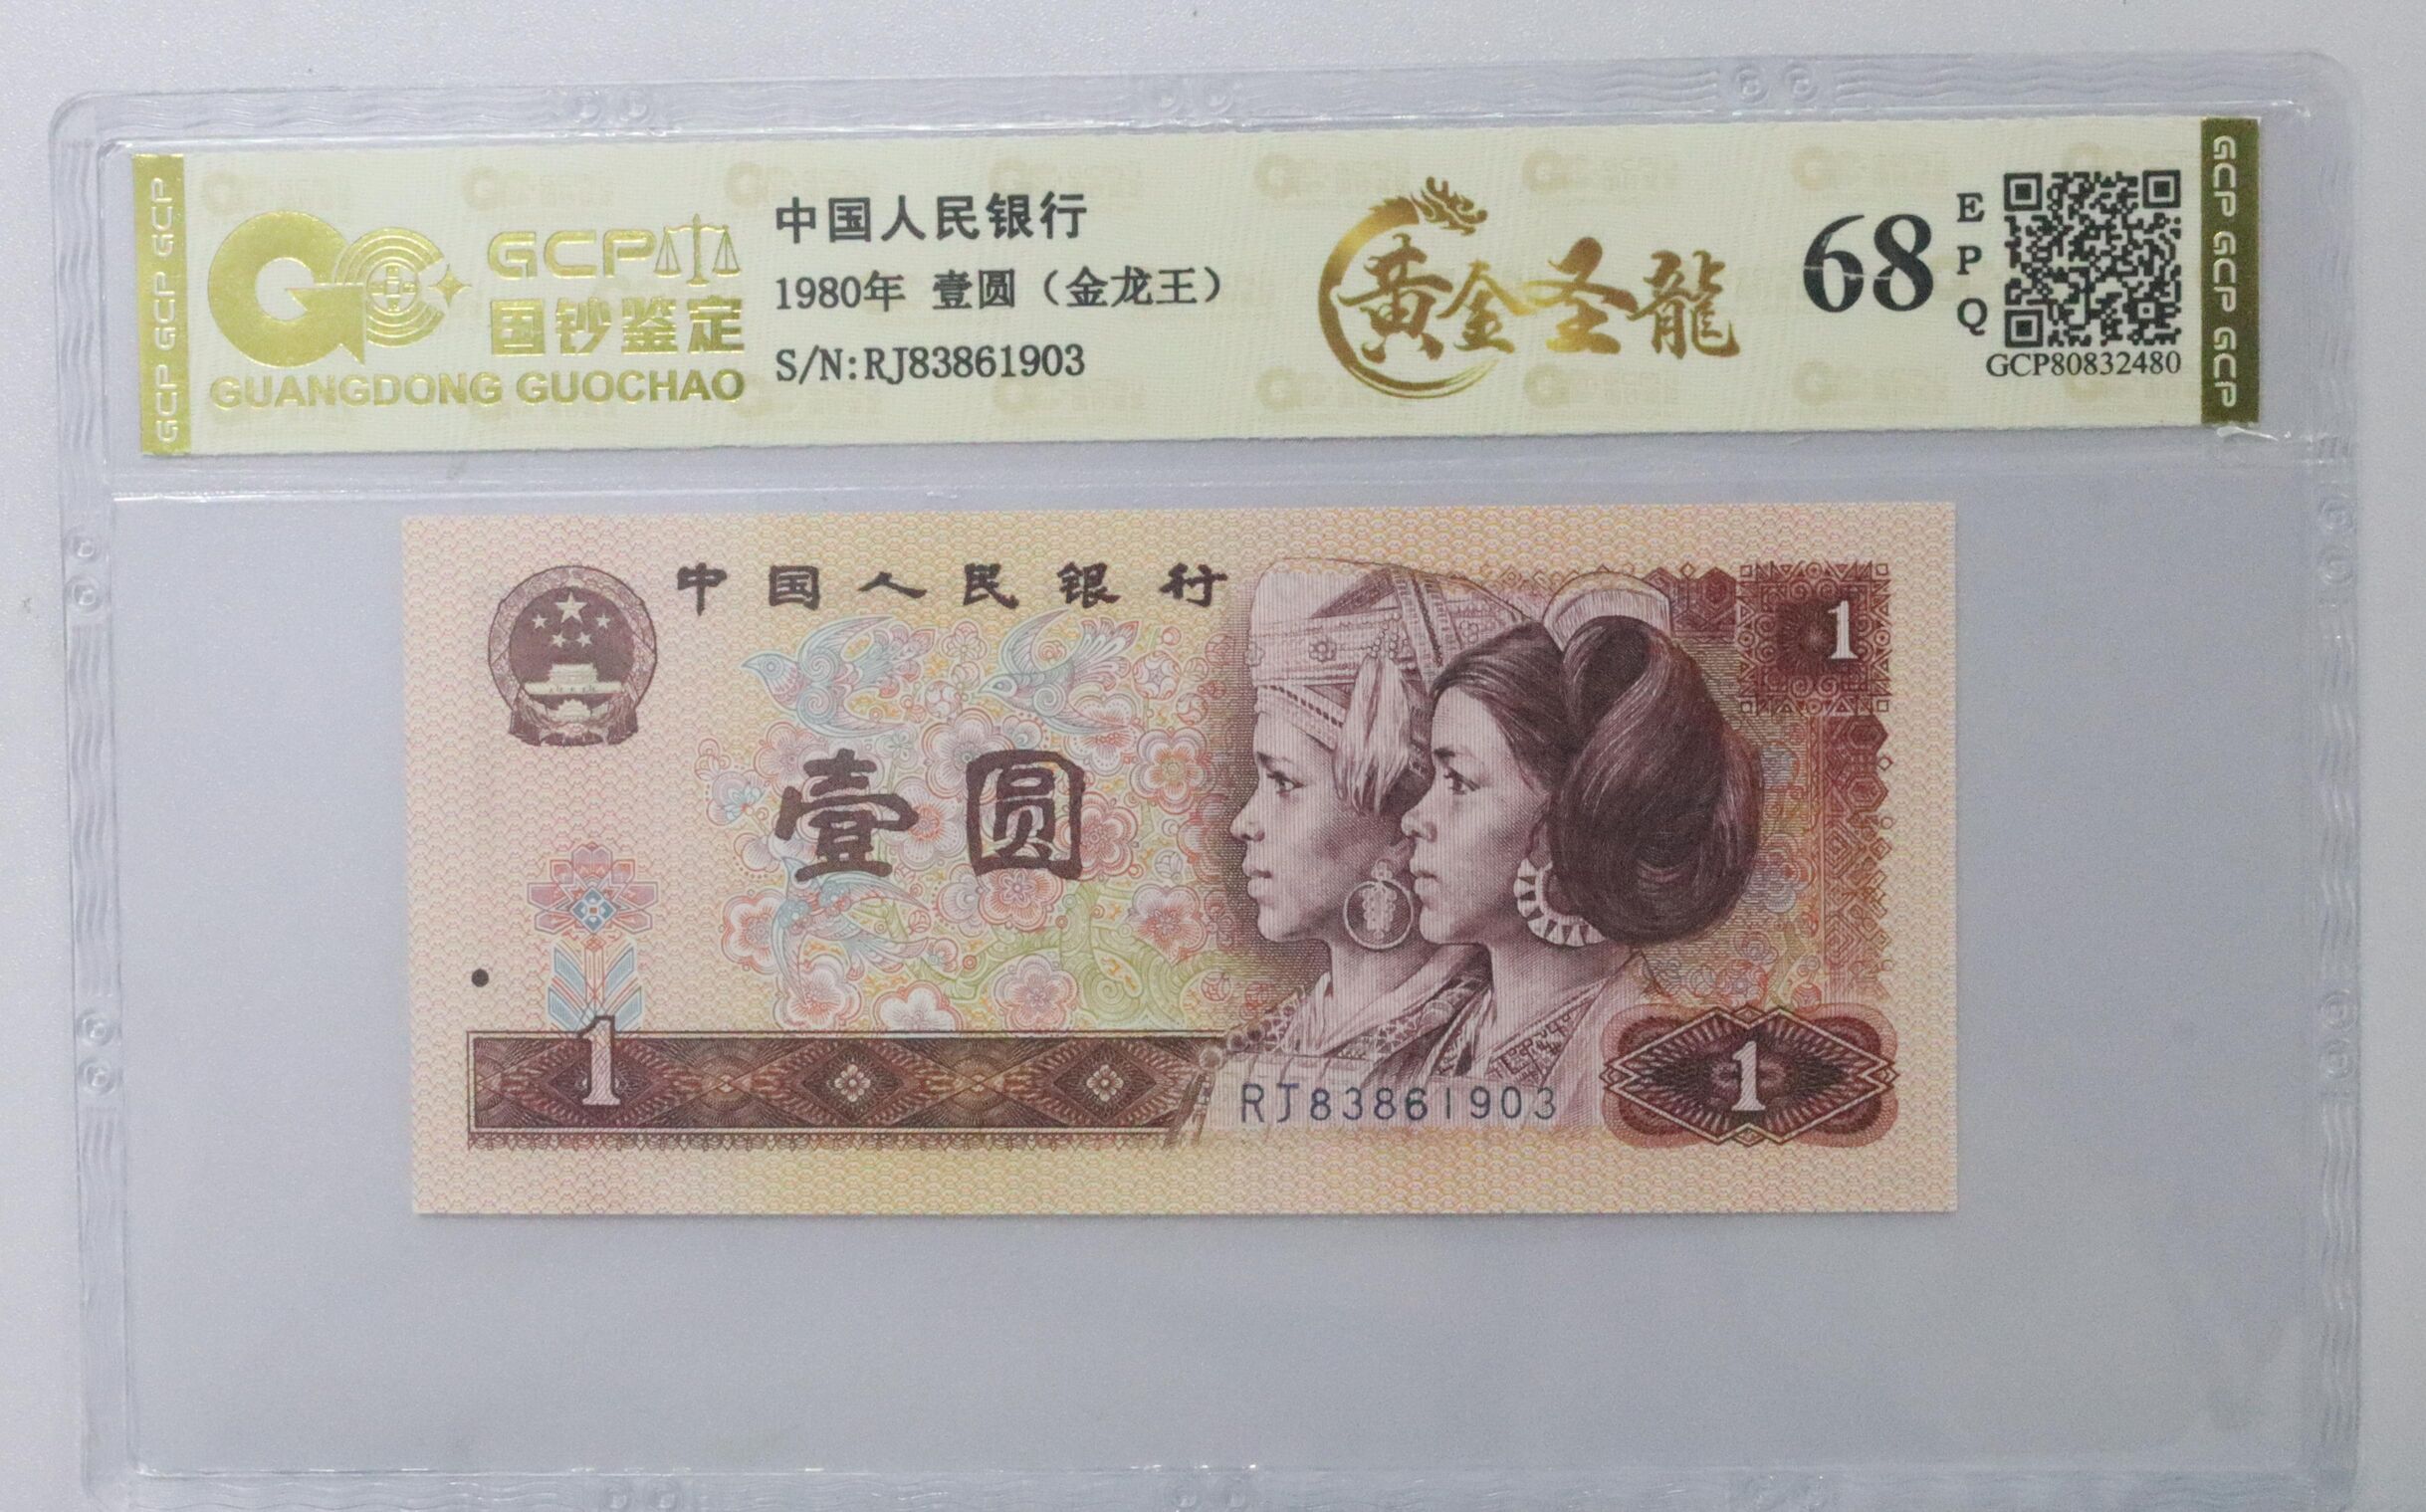 GCP GCP GCP
GCP
国钞鉴定
GUANGDONG GUOCHAO
中国人民银行
1980年 壹圆（金龙王）
S/N:RJ83861903
黄金圣龍
68
EPQ
GCP80832480
GCP GCP GCP
中国人民银行
1
壹圆
1
RJ83861903
1